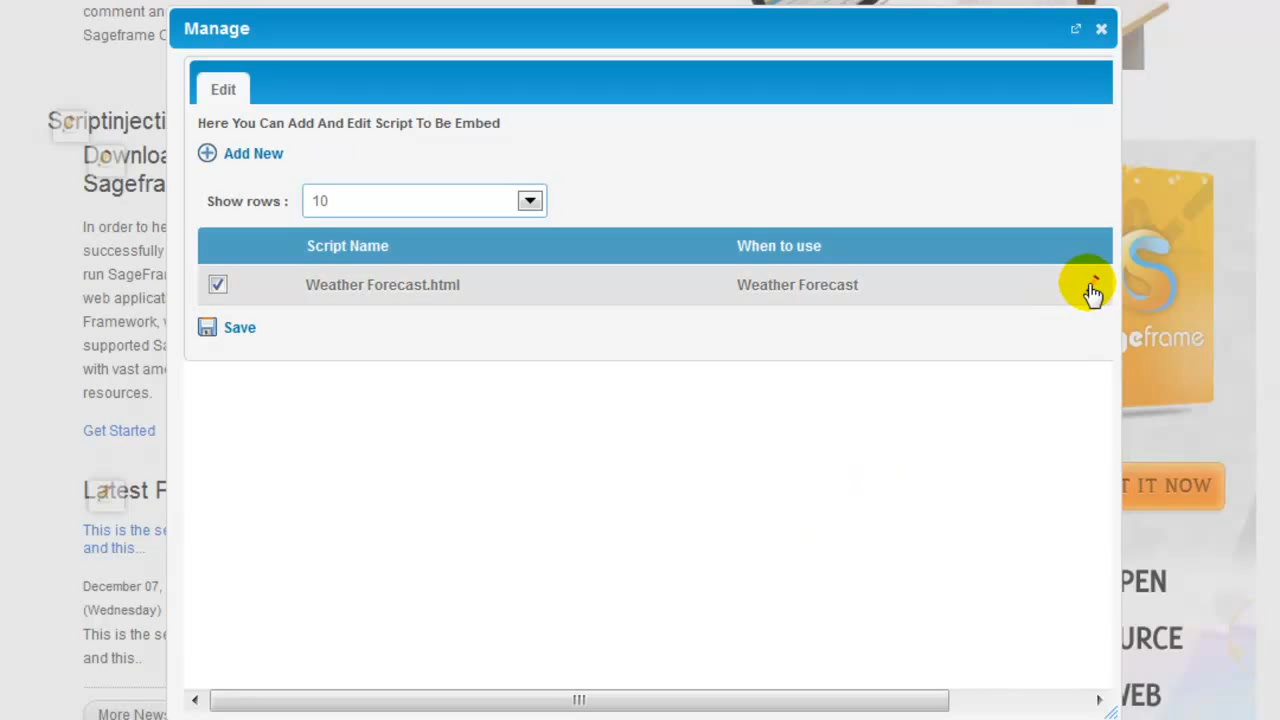 comment an
Sageframe C
Manage
Edit
Here You Can Add And Edit Script To Be Embed
Add New
Show rows : 10
Script Name When to use
Weather Forecast.html Weather Forecast
Save
Scriptinjecti
Downloa
Sagefra
In order to he
successfully
run SageFra
web applicat
Framework,
supported Sa
with vast am
resources.
Get Started
Latest F
This is the se
and this...
December 07,
(Wednesday)
This is the se
and this..
More New
geframe
T IT NOW
PEN
URCE
WEB